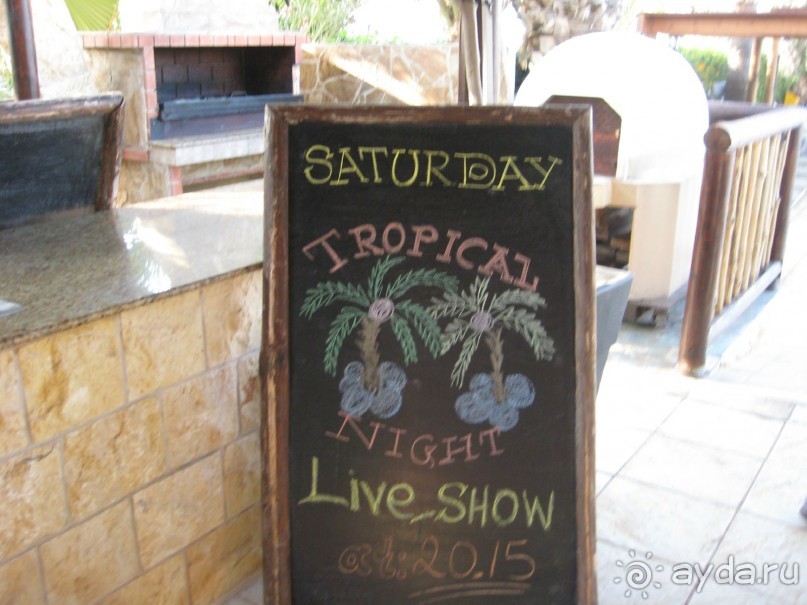 SATURDAY
TROPICAL
NIGHT
Live SHOW
at: 20.15
ayda.ru